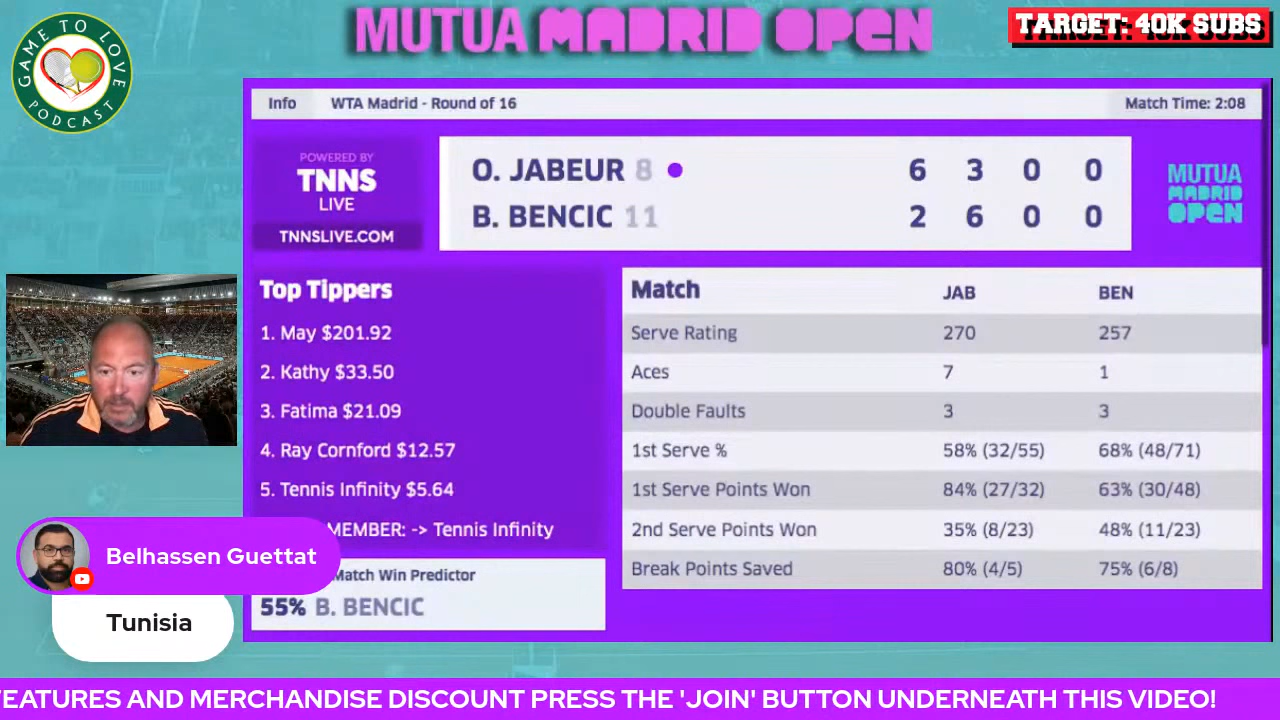 GAME TO LOVE
PODCAST
MUTUA MADRID OPEN
TARGET: 40K SUBS
Info
WTA Madrid - Round of 16
Match Time: 2:08
POWERED BY
TNNS
LIVE
TNNSLIVE.COM
O. JABEUR 8 6 3 0 0
B. BENCIC 11 2 6 0 0
MUTUA
MADRID
OPEN
Top Tippers
1. May $201.92
2. Kathy $33.50
3. Fatima $21.09
4. Ray Cornford $12.57
5. Tennis Infinity $5.64
MEMBER: -> Tennis Infinity
Match Win Predictor
55% B. BENCIC
Match JAB BEN
Serve Rating 270 257
Aces 7 1
Double Faults 3 3
1st Serve % 58% (32/55) 68% (48/71)
1st Serve Points Won 84% (27/32) 63% (30/48)
2nd Serve Points Won 35% (8/23) 48% (11/23)
Break Points Saved 80% (4/5) 75% (6/8)
Belhassen Guettat
Tunisia
FEATURES AND MERCHANDISE DISCOUNT PRESS THE 'JOIN' BUTTON UNDERNEATH THIS VIDEO!